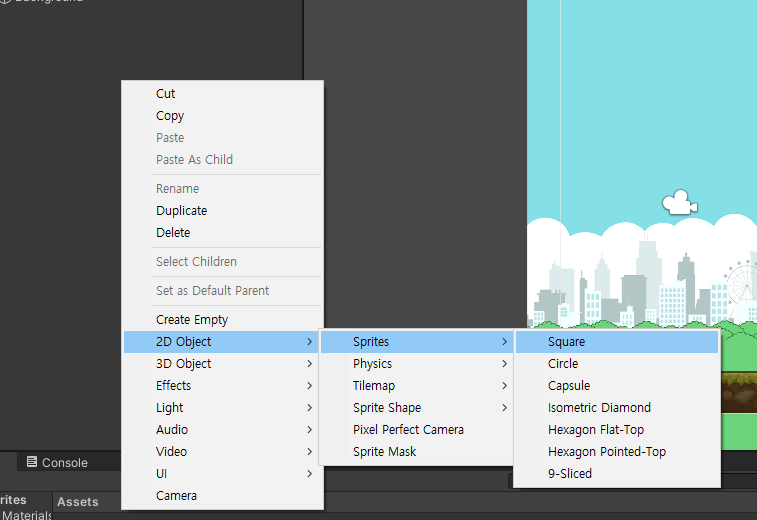 Background
Cut
Copy
Paste
Paste As Child
Rename
Duplicate
Delete
Select Children
Set as Default Parent
Create Empty
2D Object
3D Object
Effects
Light
Audio
Video
UI
Camera
Sprites
Physics
Tilemap
Sprite Shape
Pixel Perfect Camera
Sprite Mask
Square
Circle
Capsule
Isometric Diamond
Hexagon Flat-Top
Hexagon Pointed-Top
9-Sliced
Console
rites
Assets
Materials